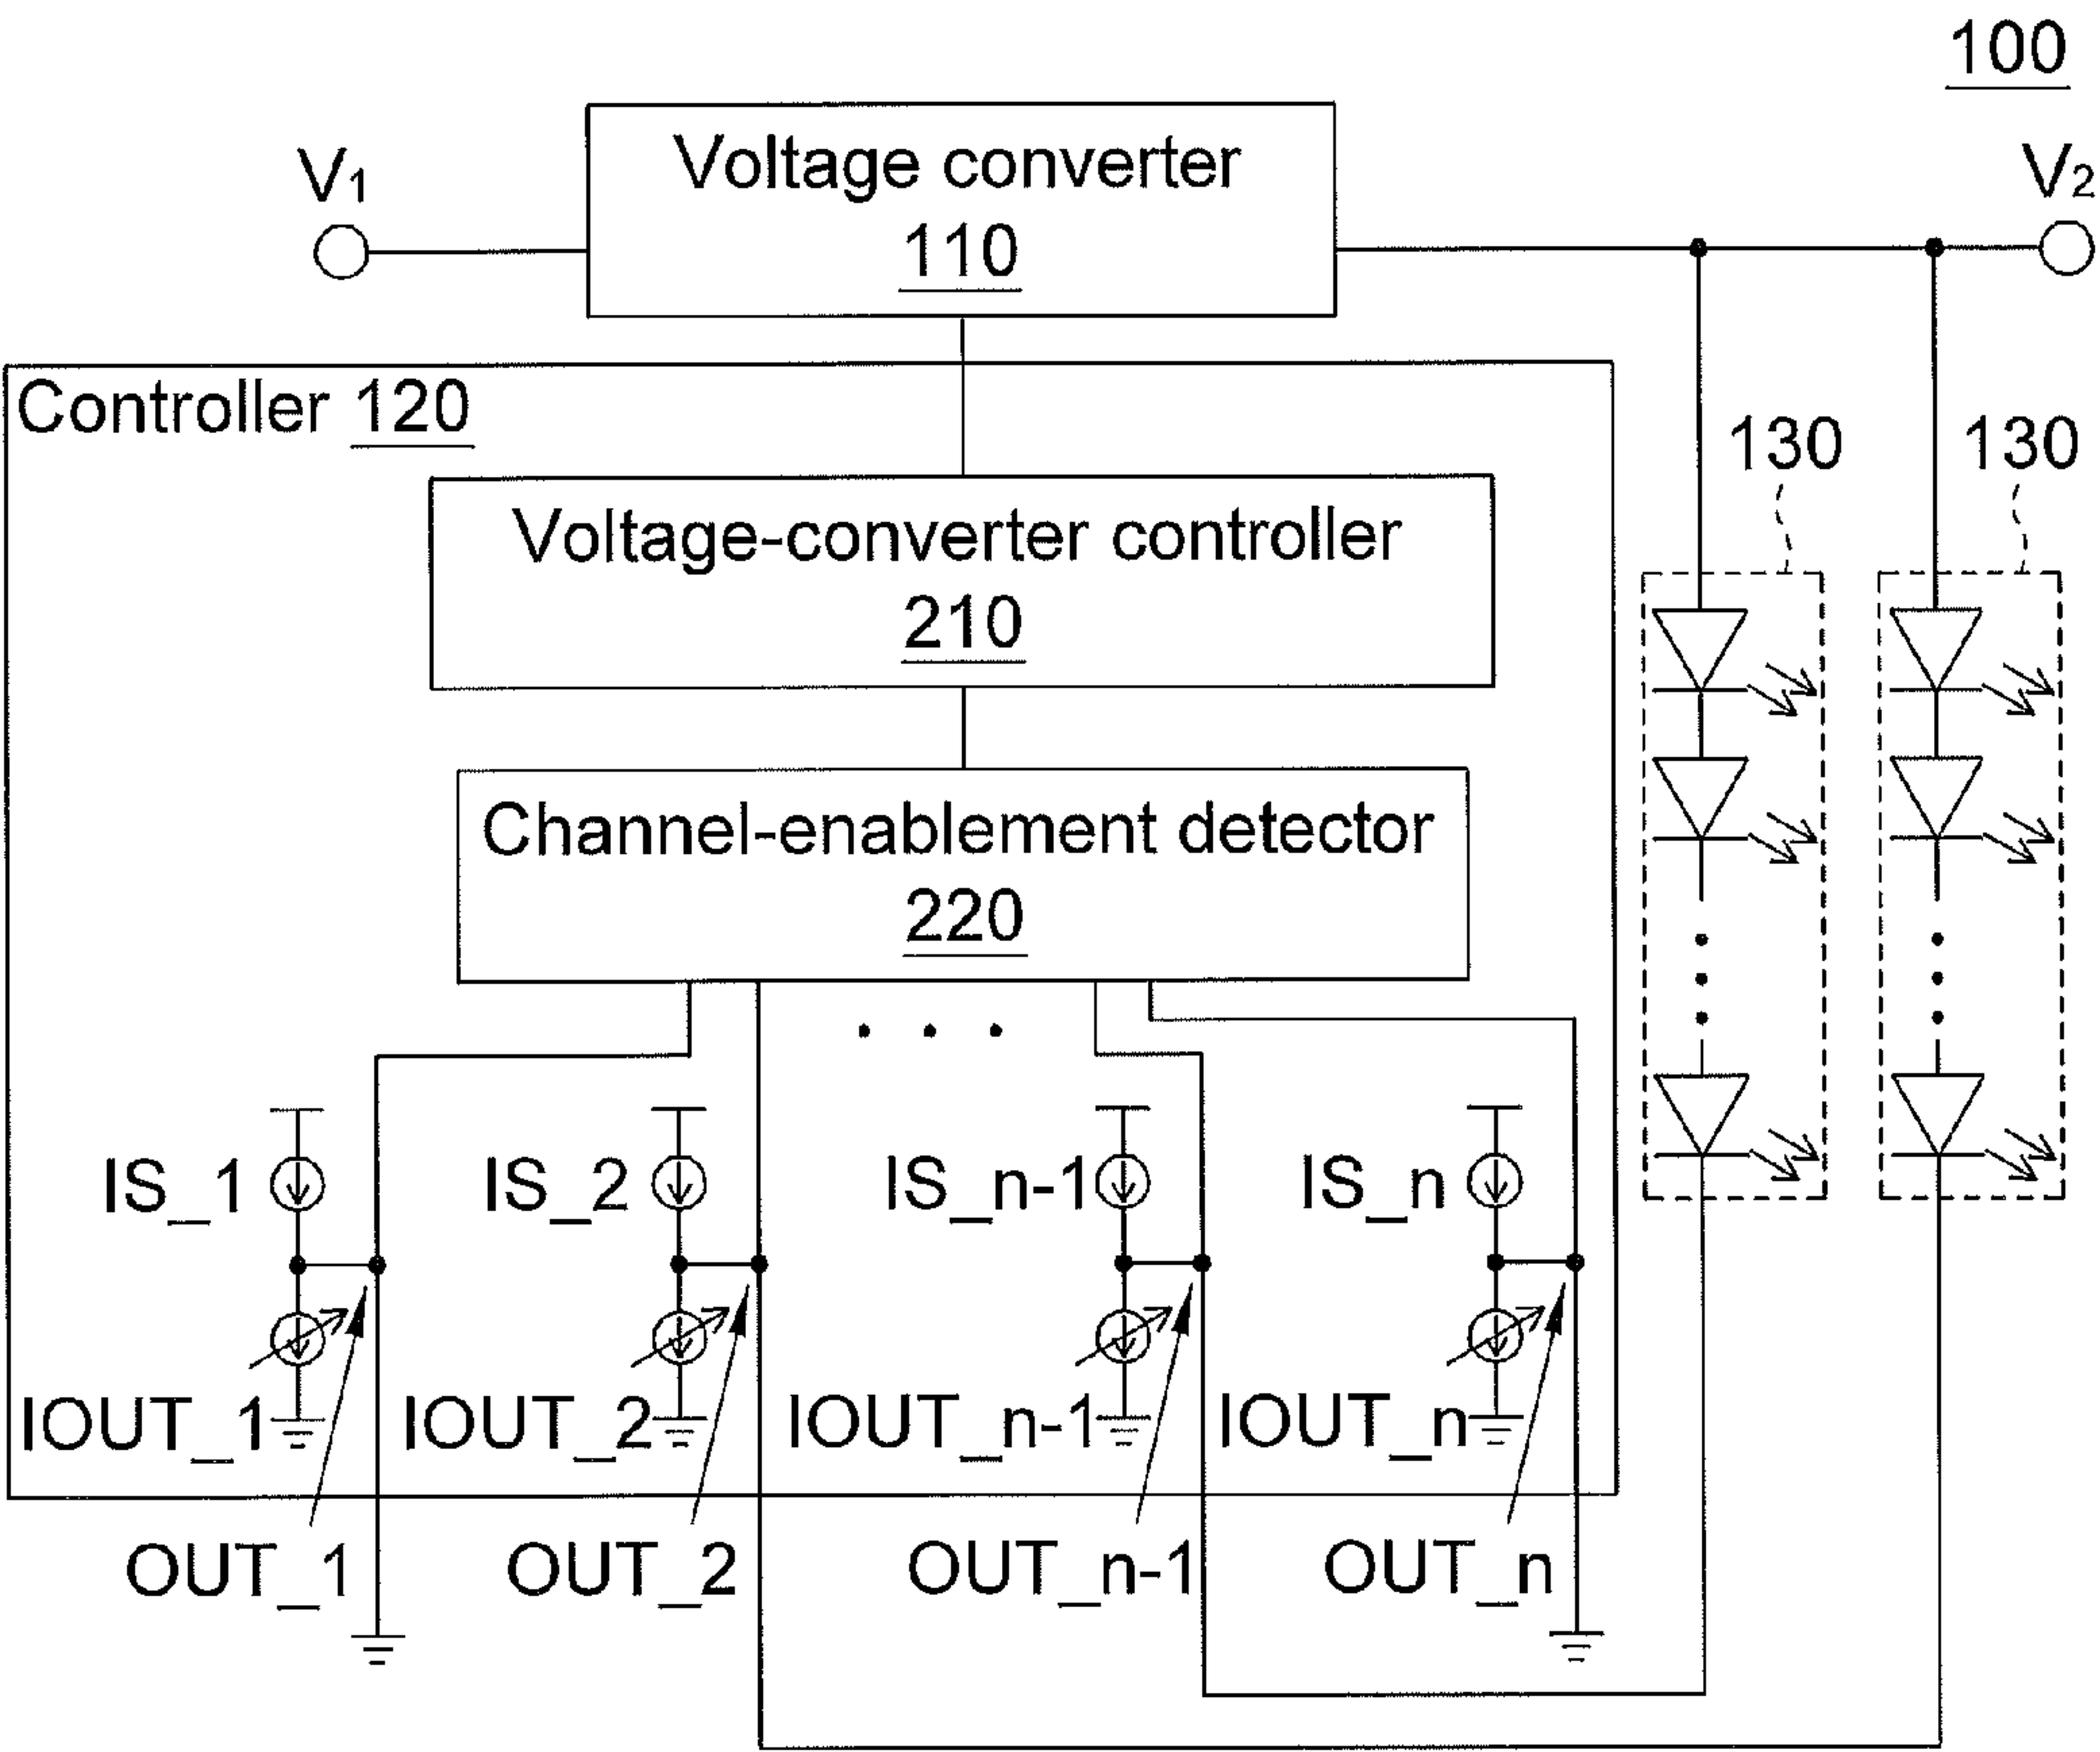 100
Voltage converter
110
V1
V2
Controller 120
130
130
Voltage-converter controller
210
Channel-enablement detector
220
IS_1
IS_2
IS_n-1
IS_n
IOUT_1
IOUT_2
IOUT_n-1
IOUT_n
OUT_1
OUT_2
OUT_n-1
OUT_n